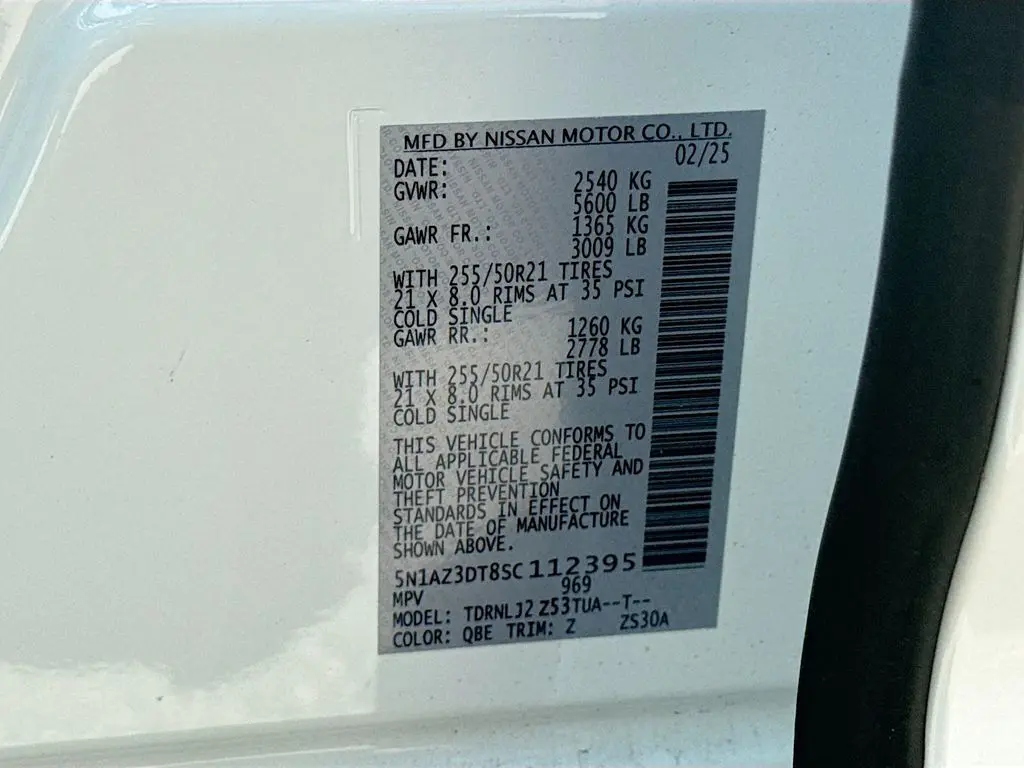 MFD BY NISSAN MOTOR CO., LTD.
DATE: 02/25
GVWR: 2540 KG
5600 LB
GAWR FR.: 1365 KG
3009 LB
WITH 255/50R21 TIRES
21 X 8.0 RIMS AT 35 PSI
COLD SINGLE
GAWR RR.: 1260 KG
2778 LB
WITH 255/50R21 TIRES
21 X 8.0 RIMS AT 35 PSI
COLD SINGLE
THIS VEHICLE CONFORMS TO
ALL APPLICABLE FEDERAL
MOTOR VEHICLE SAFETY AND
THEFT PREVENTION
STANDARDS IN EFFECT ON
THE DATE OF MANUFACTURE
SHOWN ABOVE.
5N1AZ3DT8SC112395
MPV 969
MODEL: TDRNLJ2 Z53TUA--T--
COLOR: QBE TRIM: Z ZS30A